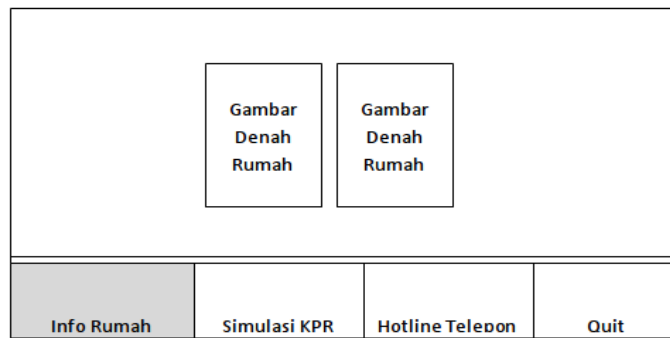 Gambar Gambar
Denah Denah
Rumah Rumah
Info Rumah Simulasi KPR Hotline Telepon Quit